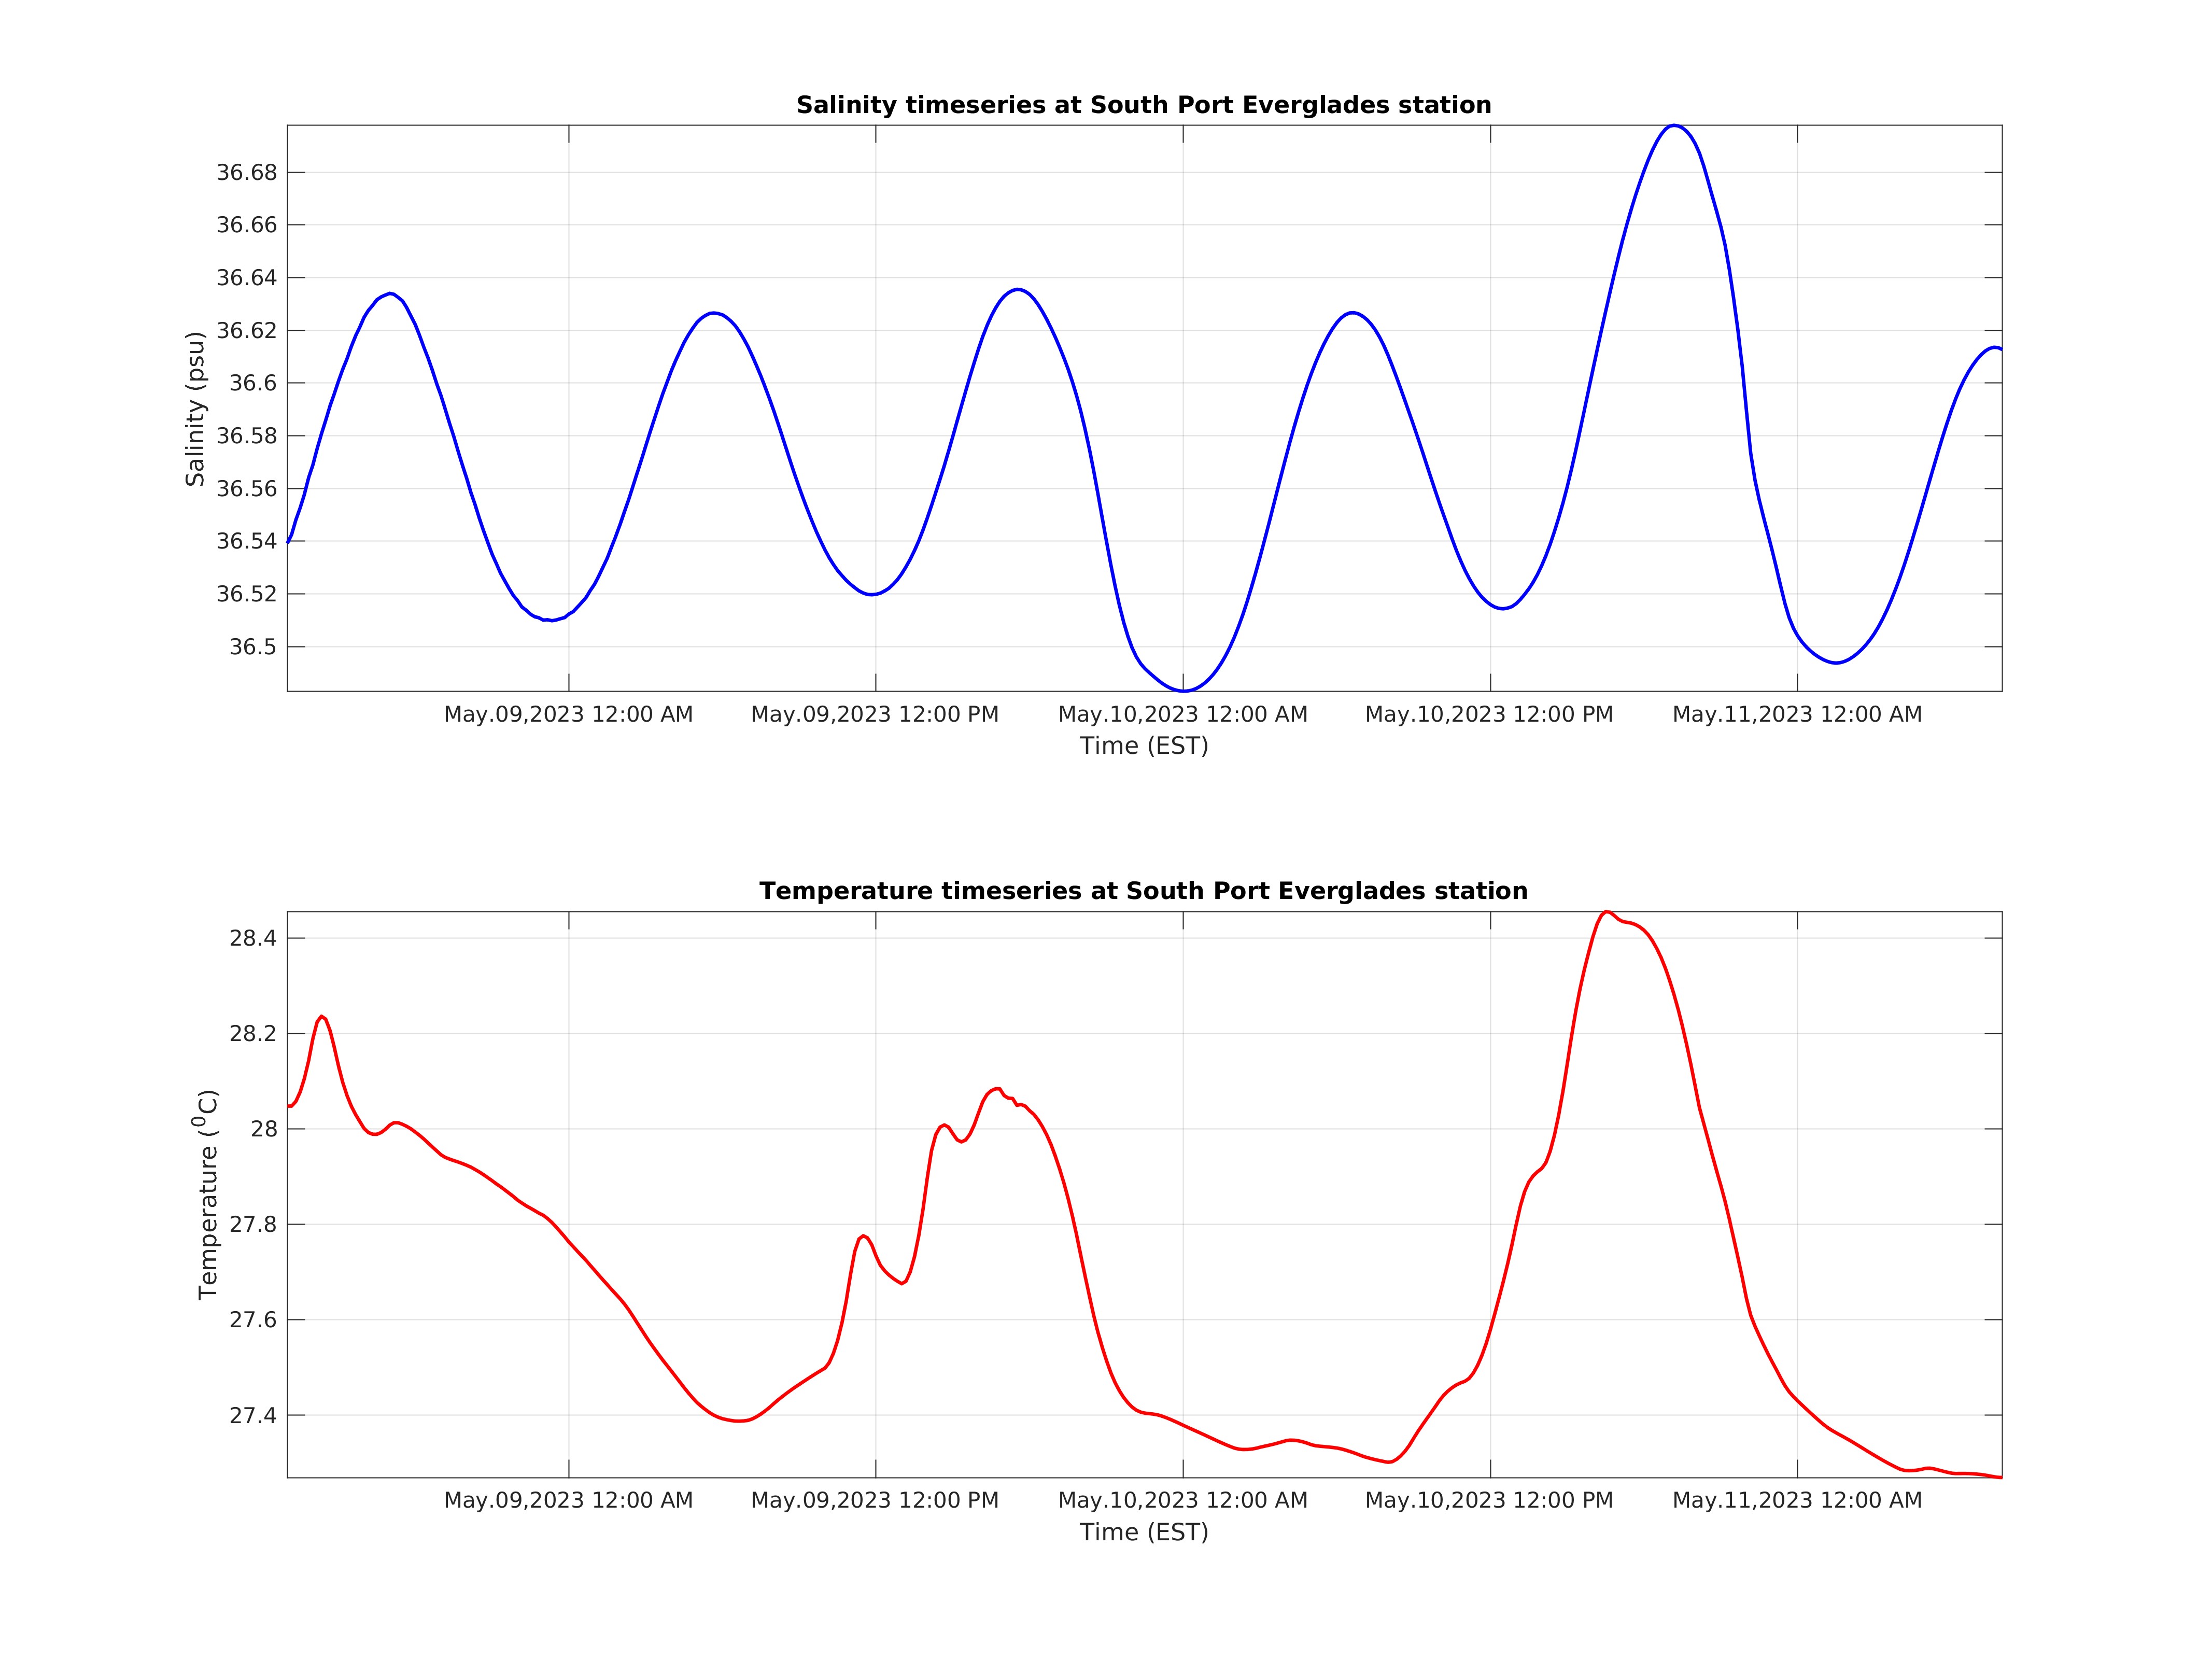 Salinity timeseries at South Port Everglades station
36.68
36.66
36.64
36.62
36.6
36.58
36.56
36.54
36.52
36.5
Salinity (psu)
May.09,2023 12:00 AM May.09,2023 12:00 PM May.10,2023 12:00 AM May.10,2023 12:00 PM May.11,2023 12:00 AM
Time (EST)
Temperature timeseries at South Port Everglades station
28.4
28.2
28
27.8
27.6
27.4
Temperature (⁰C)
May.09,2023 12:00 AM May.09,2023 12:00 PM May.10,2023 12:00 AM May.10,2023 12:00 PM May.11,2023 12:00 AM
Time (EST)